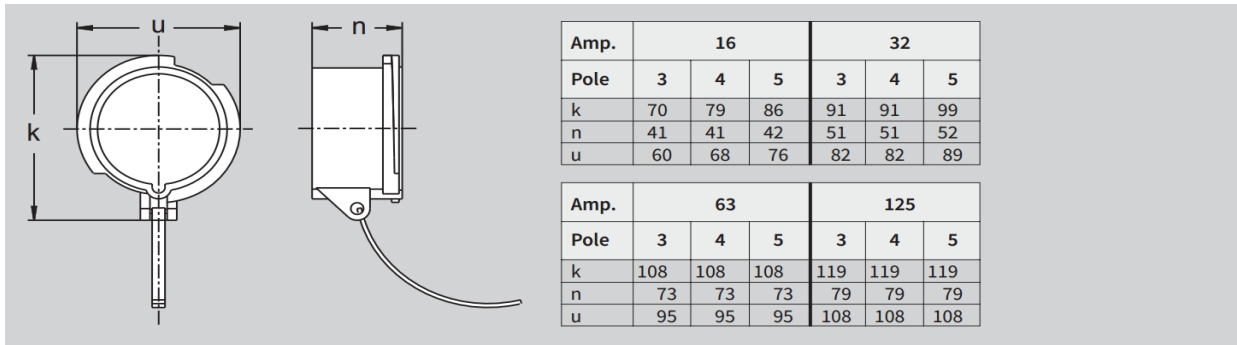 u
n
k
Amp. 16 32
Pole 3 4 5 3 4 5
k 70 79 86 91 91 99
n 41 41 42 51 51 52
u 60 68 76 82 82 89
Amp. 63 125
Pole 3 4 5 3 4 5
k 108 108 108 119 119 119
n 73 73 73 79 79 79
u 95 95 95 108 108 108